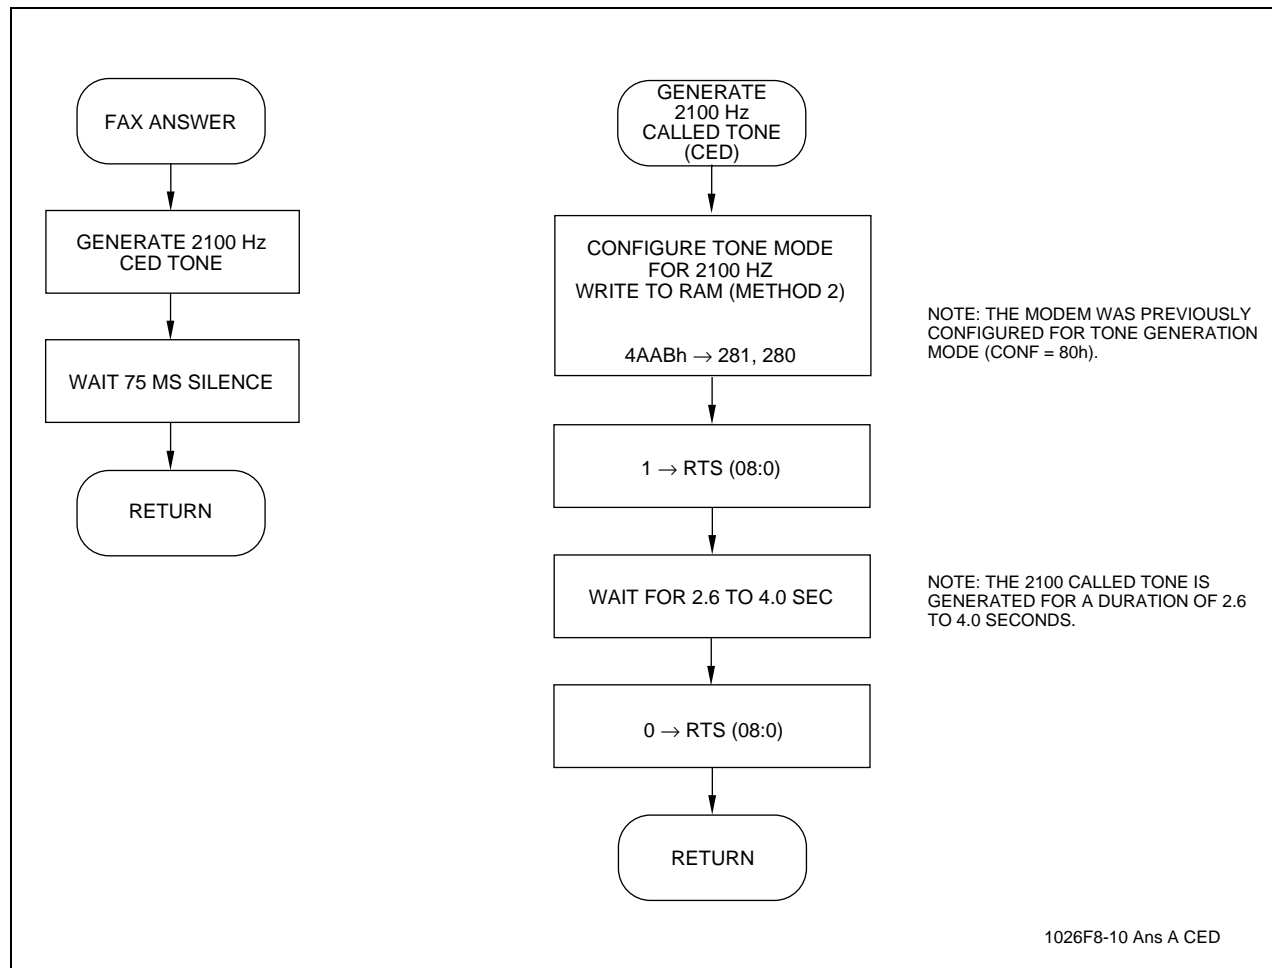 FAX ANSWER
GENERATE 2100 Hz
CED TONE
WAIT 75 MS SILENCE
RETURN
GENERATE
2100 Hz
CALLED TONE
(CED)
CONFIGURE TONE MODE
FOR 2100 HZ
WRITE TO RAM (METHOD 2)
4AABh → 281, 280
NOTE: THE MODEM WAS PREVIOUSLY
CONFIGURED FOR TONE GENERATION
MODE (CONF = 80h).
1 → RTS (08:0)
WAIT FOR 2.6 TO 4.0 SEC
NOTE: THE 2100 CALLED TONE IS
GENERATED FOR A DURATION OF 2.6
TO 4.0 SECONDS.
0 → RTS (08:0)
RETURN
1026F8-10 Ans A CED